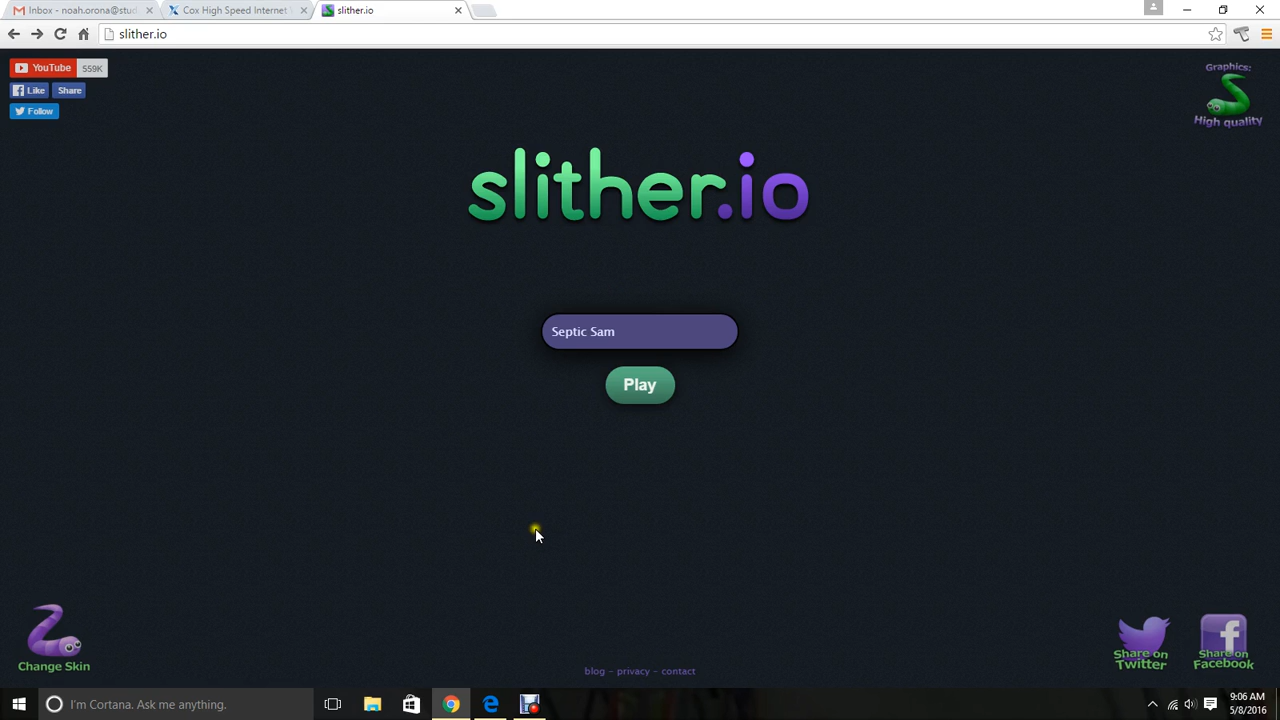 Inbox - noah.orona@stud
Cox High Speed Internet
slither.io
slither.io
YouTube 559K
Like Share
Follow
Graphics:
High quality
slither.io
Septic Sam
Play
Change Skin
Share on
Twitter
Share on
Facebook
blog - privacy - contact
I'm Cortana. Ask me anything.
9:06 AM
5/8/2016